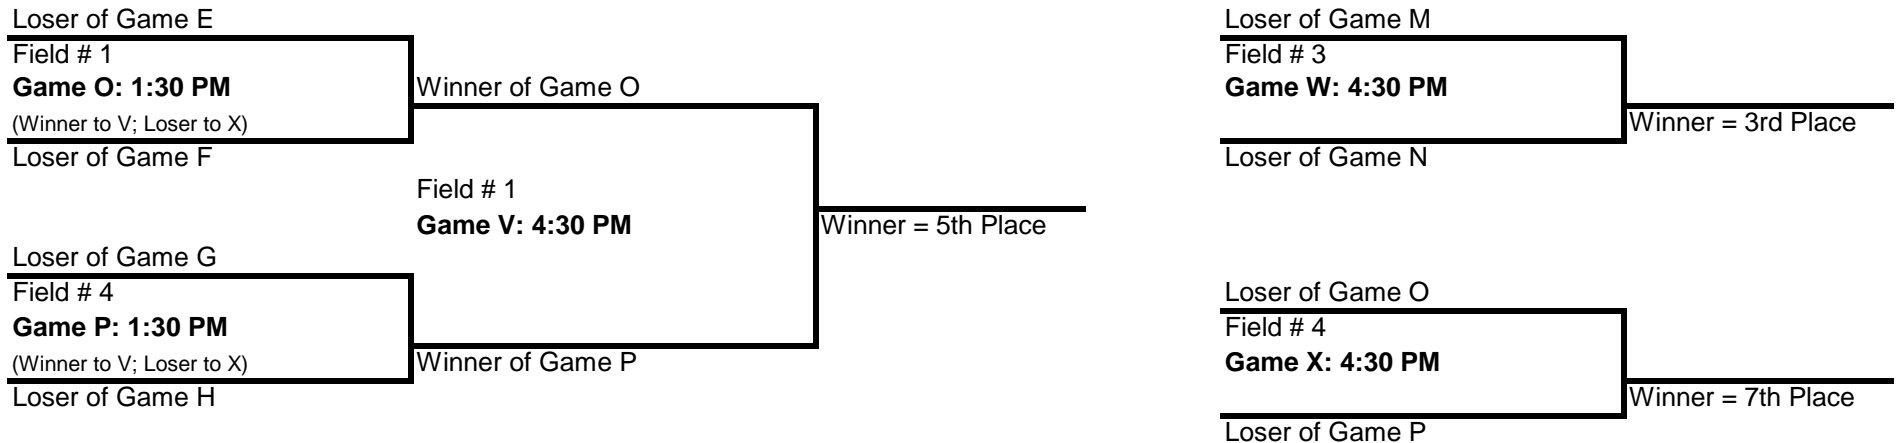 Loser of Game E
Field # 1
Game O: 1:30 PM
(Winner to V; Loser to X)
Loser of Game F
Winner of Game O
Field # 1
Game V: 4:30 PM
Winner = 5th Place
Loser of Game G
Field # 4
Game P: 1:30 PM
(Winner to V; Loser to X)
Loser of Game H
Winner of Game P
Loser of Game M
Field # 3
Game W: 4:30 PM
Winner = 3rd Place
Loser of Game N
Loser of Game O
Field # 4
Game X: 4:30 PM
Winner = 7th Place
Loser of Game P